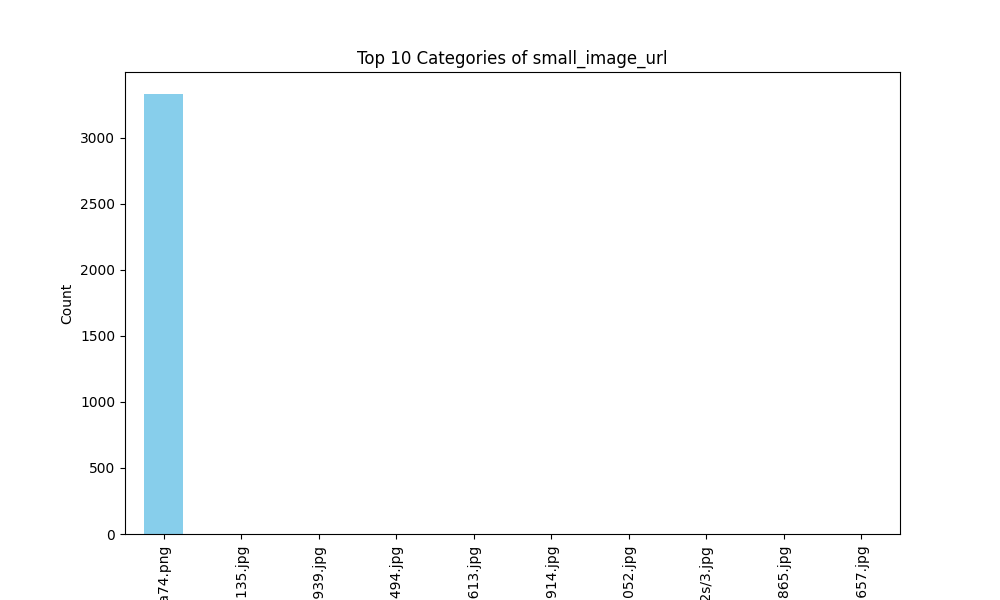 Top 10 Categories of small_image_url
Count
3000
2500
2000
1500
1000
500
0
a74.png
135.jpg
939.jpg
494.jpg
613.jpg
914.jpg
052.jpg
2s/3.jpg
865.jpg
657.jpg